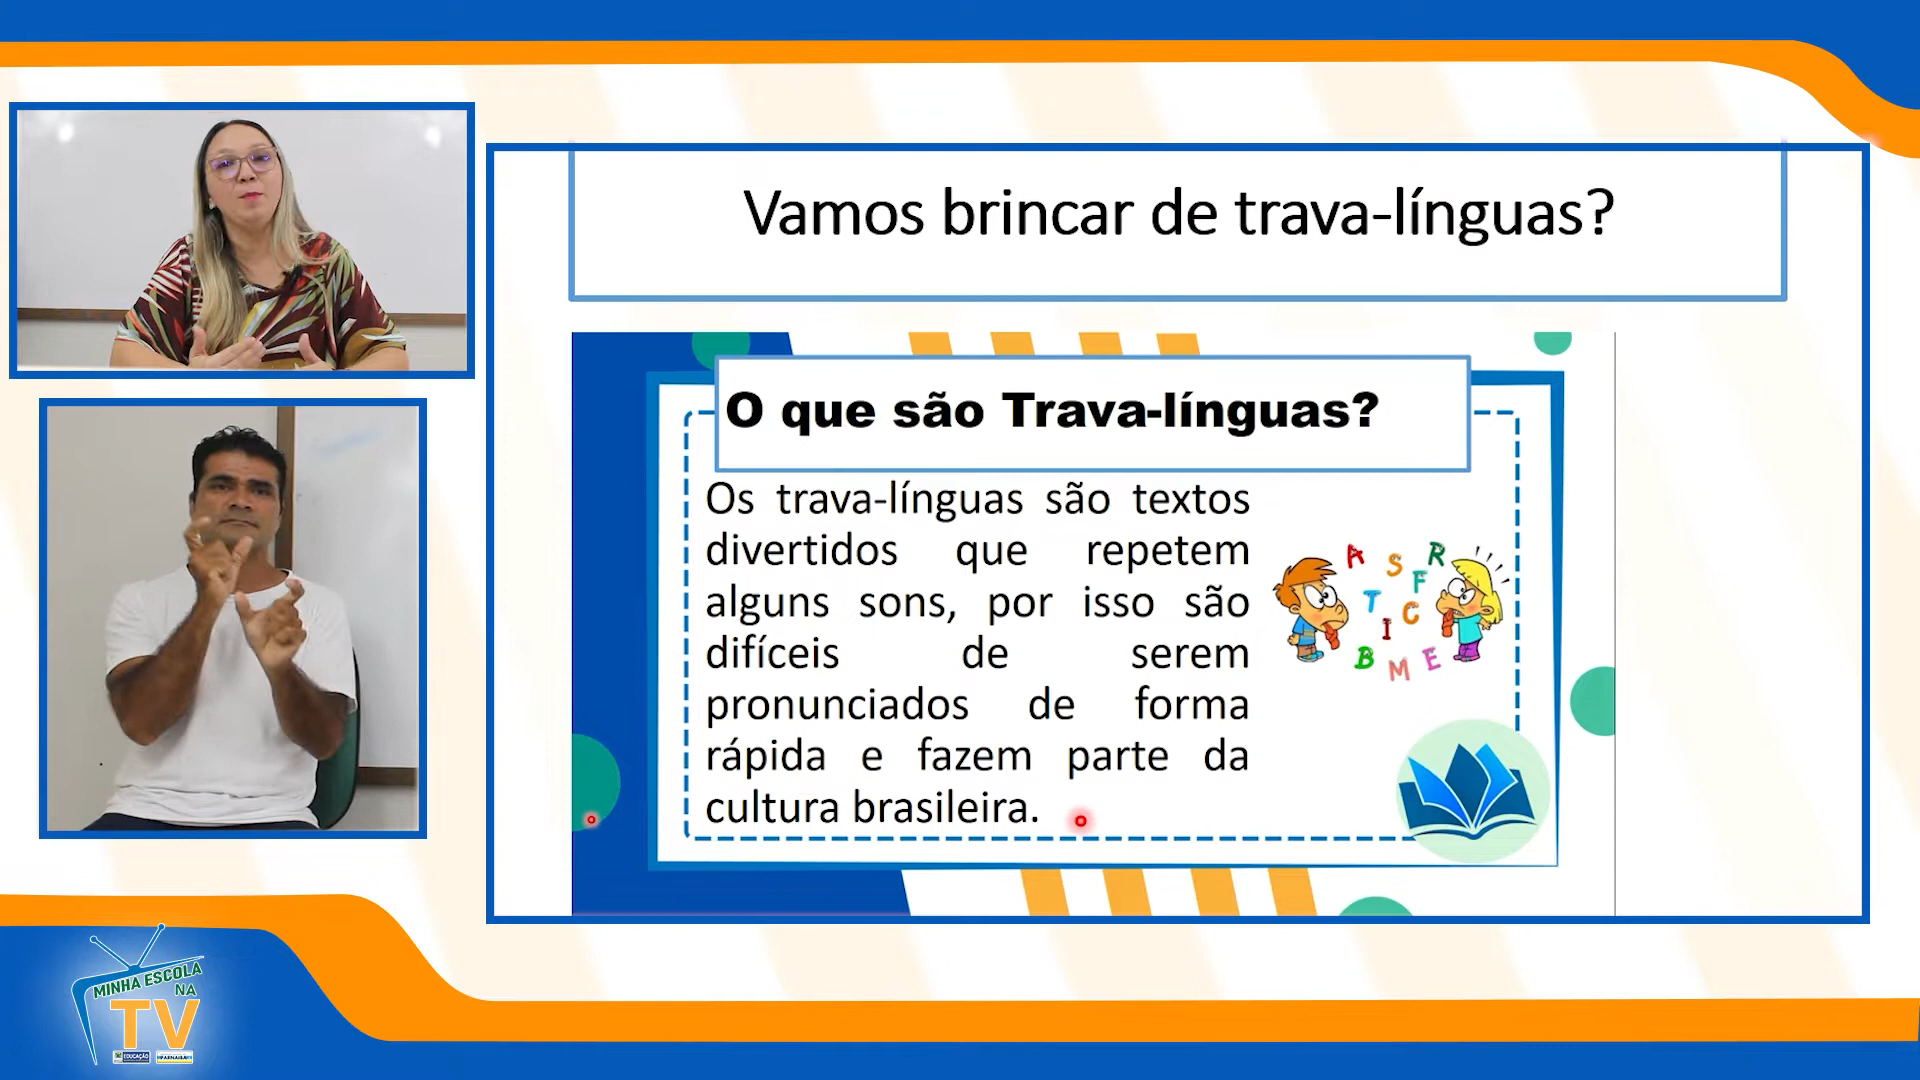 Vamos brincar de trava-línguas?
O que são Trava-línguas?
Os trava-línguas são textos
divertidos que repetem
alguns sons, por isso são
difíceis de serem
pronunciados de forma
rápida e fazem parte da
cultura brasileira.
A S R
F
T C
I
B M E
MINHA ESCOLA
NA
TV
EDUCAÇÃO
PARNAÍBA